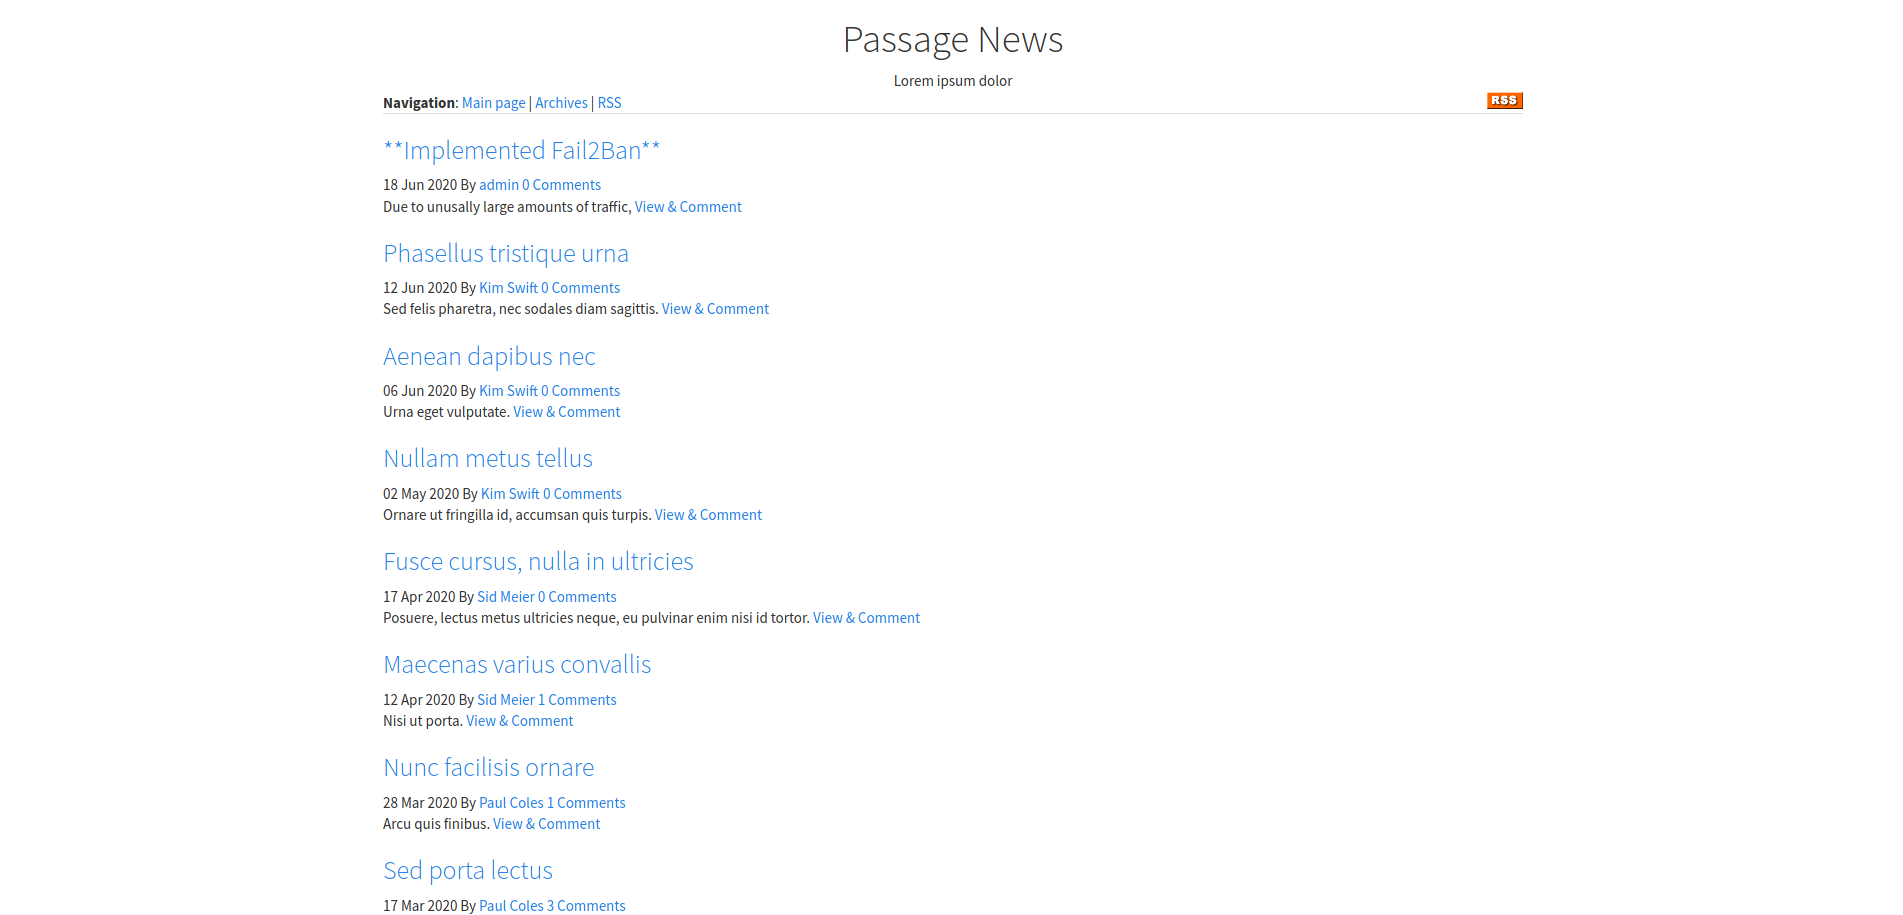 Passage News
Lorem ipsum dolor
Navigation: Main page | Archives | RSS
RSS
**Implemented Fail2Ban**
18 Jun 2020 By admin 0 Comments
Due to unusally large amounts of traffic, View & Comment
Phasellus tristique urna
12 Jun 2020 By Kim Swift 0 Comments
Sed felis pharetra, nec sodales diam sagittis. View & Comment
Aenean dapibus nec
06 Jun 2020 By Kim Swift 0 Comments
Urna eget vulputate. View & Comment
Nullam metus tellus
02 May 2020 By Kim Swift 0 Comments
Ornare ut fringilla id, accumsan quis turpis. View & Comment
Fusce cursus, nulla in ultricies
17 Apr 2020 By Sid Meier 0 Comments
Posuere, lectus metus ultricies neque, eu pulvinar enim nisi id tortor. View & Comment
Maecenas varius convallis
12 Apr 2020 By Sid Meier 1 Comments
Nisi ut porta. View & Comment
Nunc facilisis ornare
28 Mar 2020 By Paul Coles 1 Comments
Arcu quis finibus. View & Comment
Sed porta lectus
17 Mar 2020 By Paul Coles 3 Comments